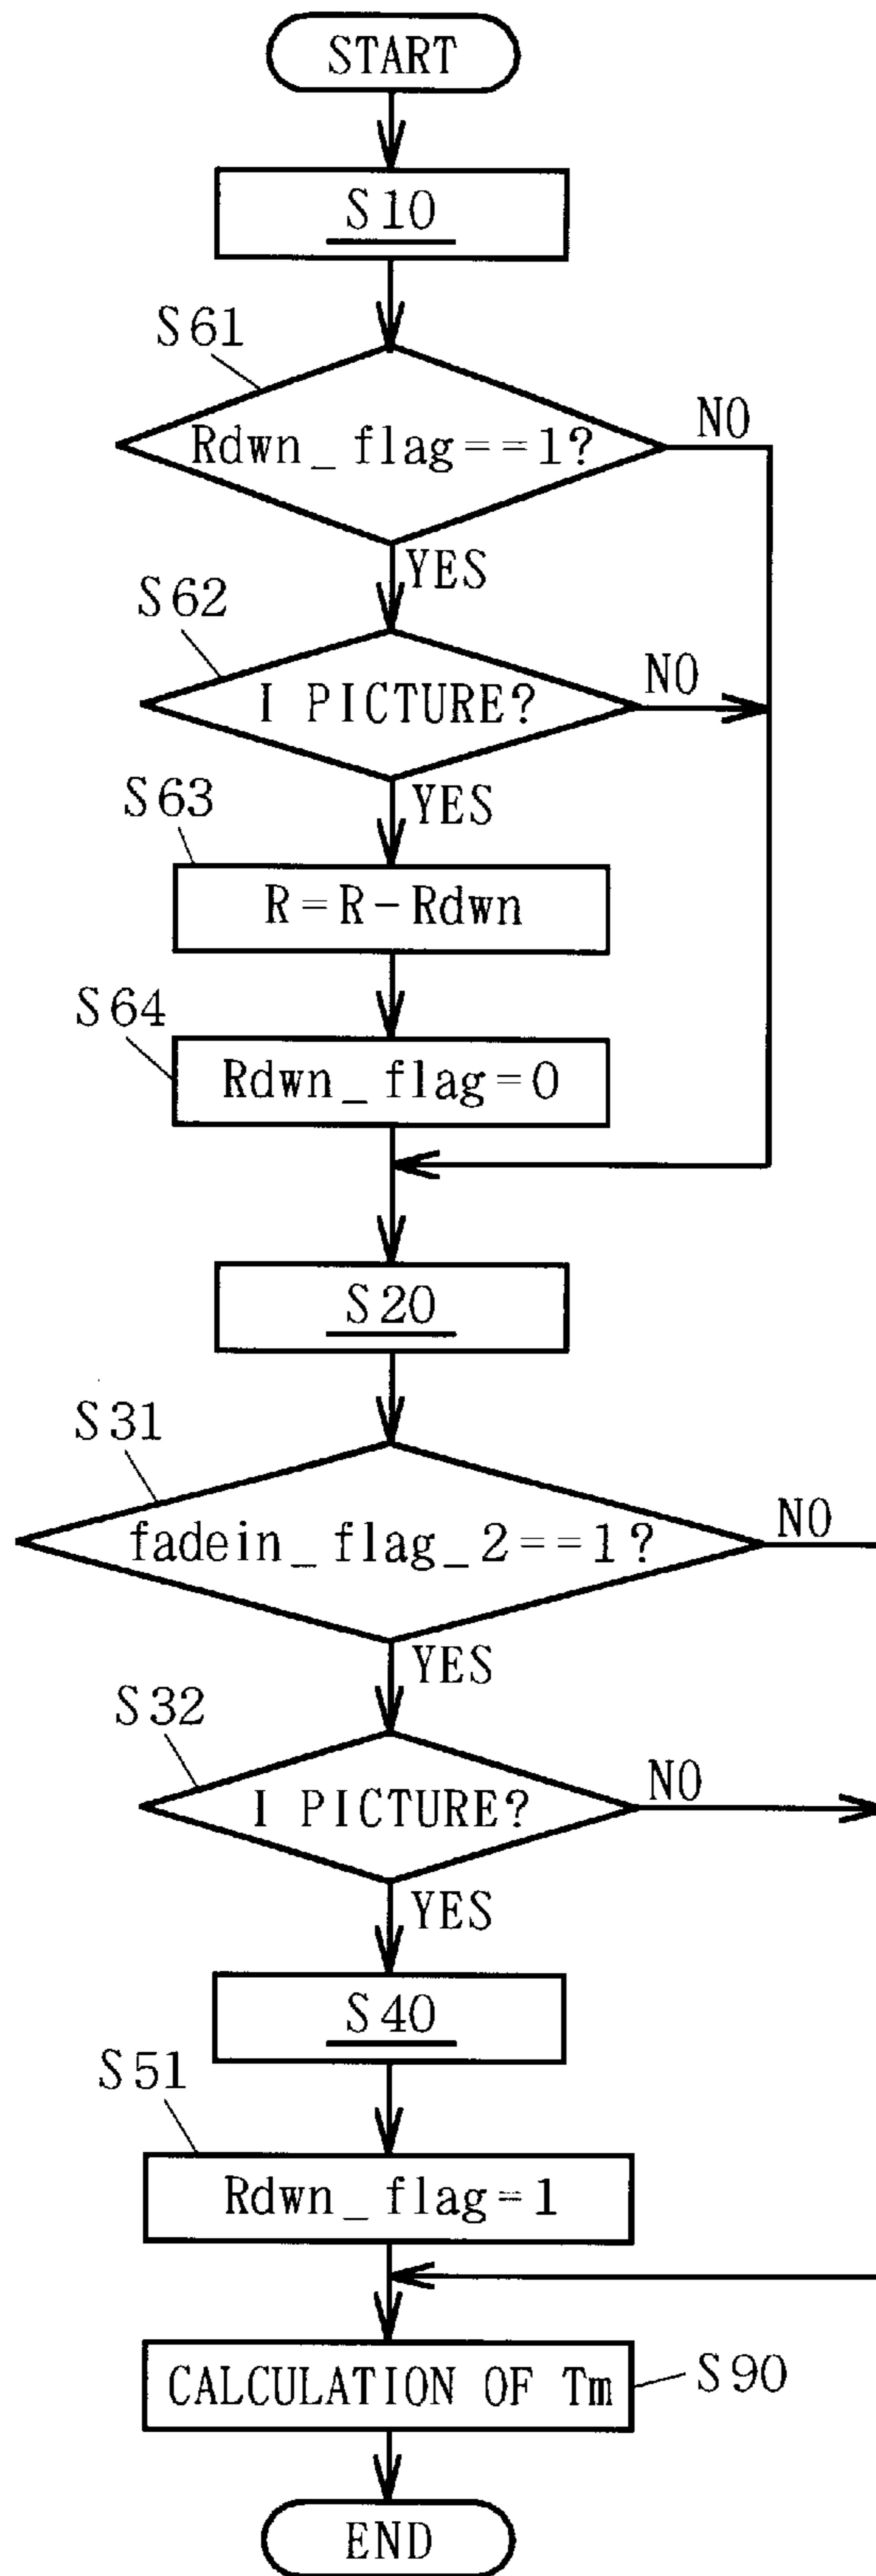 START
S10
S61
Rdwn_flag==1?
NO
YES
S62
I PICTURE?
NO
YES
S63
R=R-Rdwn
S64
Rdwn_flag=0
S20
S31
fadein_flag_2==1?
NO
YES
S32
I PICTURE?
NO
YES
S40
S51
Rdwn_flag=1
CALCULATION OF Tm
S90
END